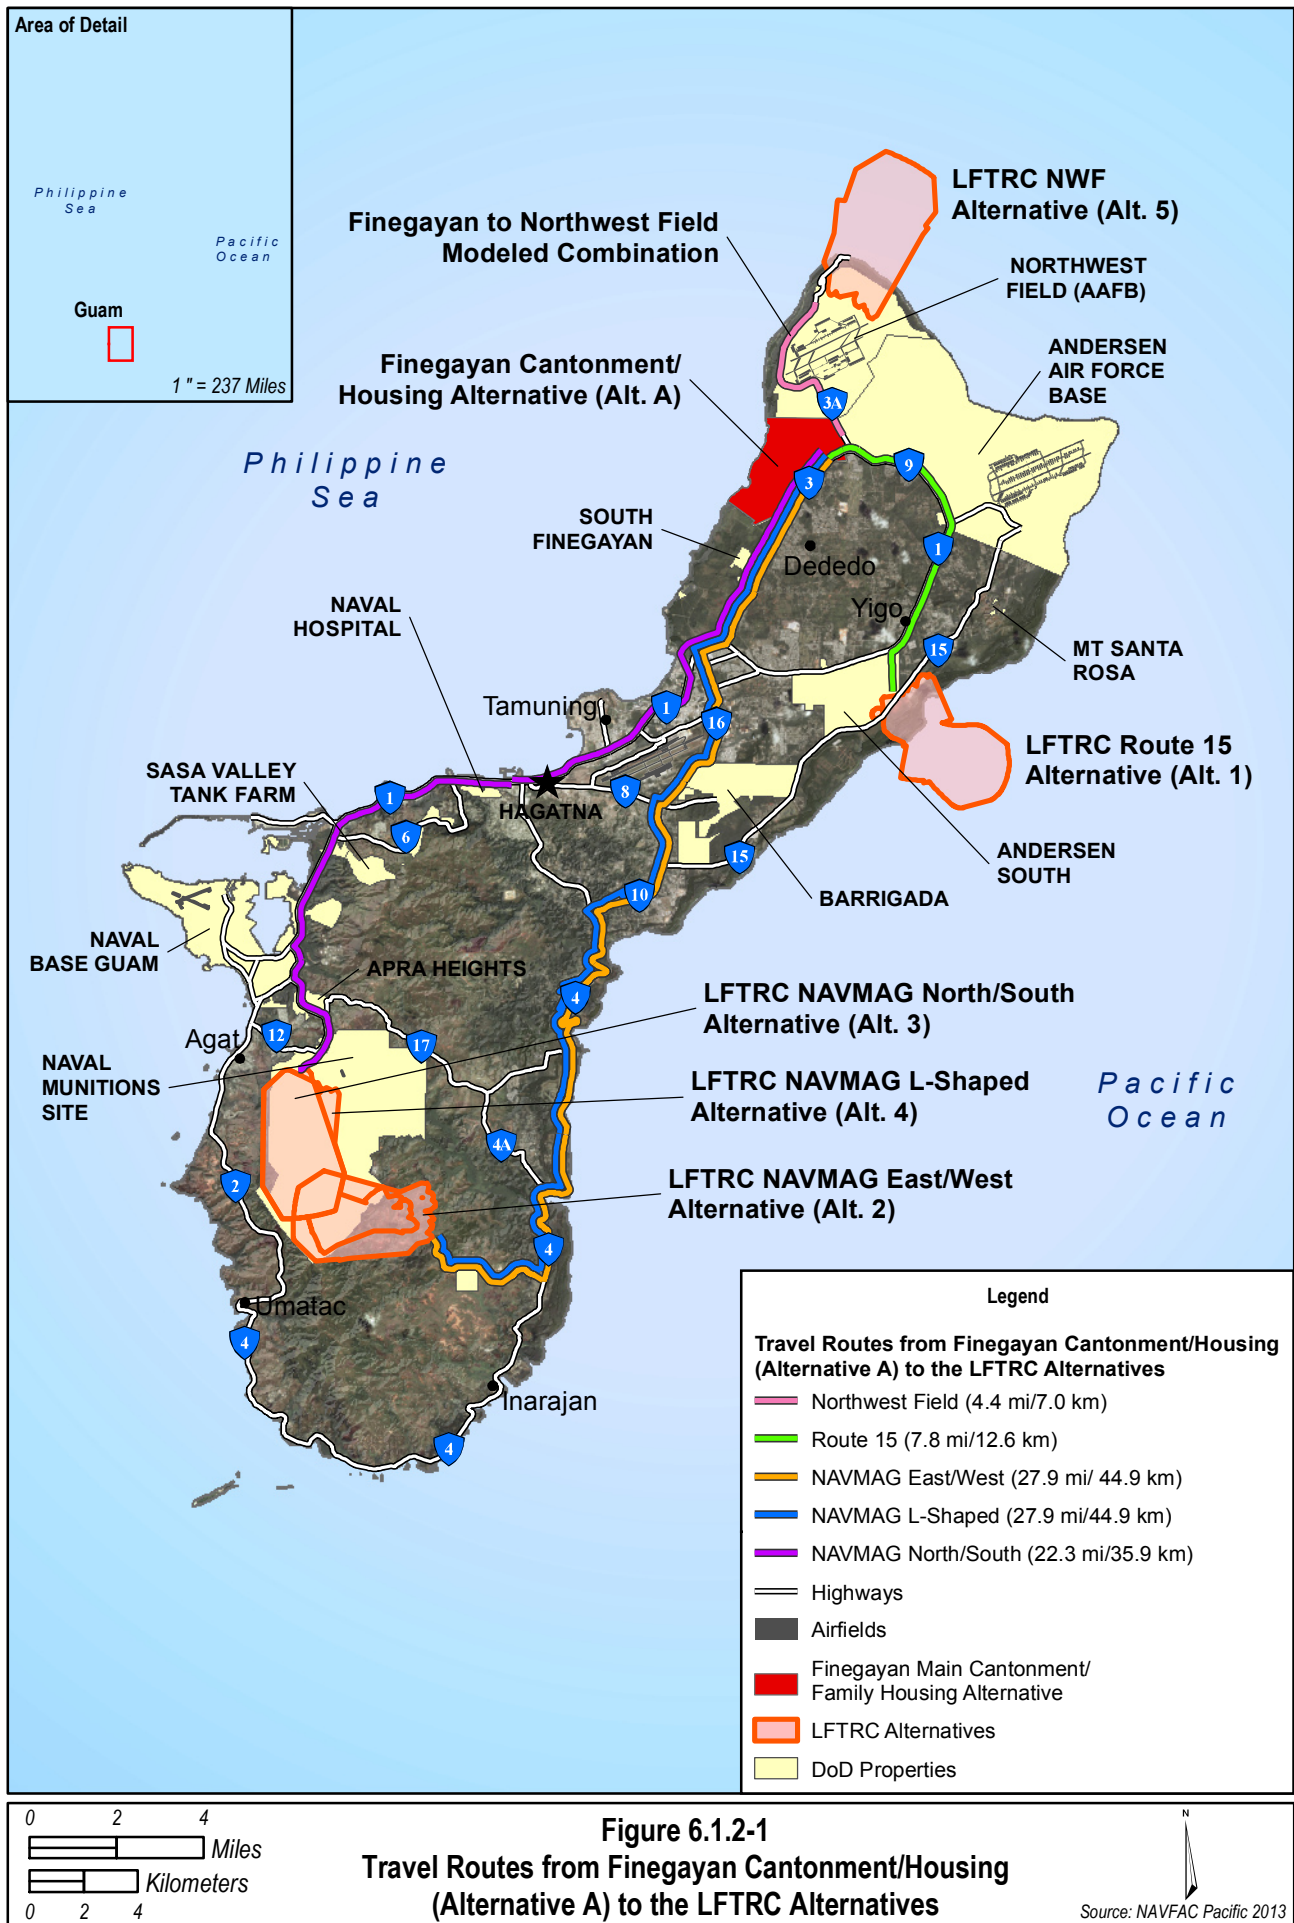 Area of Detail
Philippine
Sea
Pacific
Ocean
Guam
1 " = 237 Miles
LFTRC NWF
Alternative (Alt. 5)
Finegayan to Northwest Field
Modeled Combination
NORTHWEST
FIELD (AAFB)
ANDERSEN
AIR FORCE
BASE
Finegayan Cantonment/
Housing Alternative (Alt. A)
3A
Philippine
Sea
9
3
SOUTH
FINEGAYAN
1
Dededo
Yigo
NAVAL
HOSPITAL
15
MT SANTA
ROSA
Tamuning
1
16
LFTRC Route 15
Alternative (Alt. 1)
SASA VALLEY
TANK FARM
1
8
HAGATNA
6
15
ANDERSEN
SOUTH
10
BARRIGADA
NAVAL
BASE GUAM
APRA HEIGHTS
4
LFTRC NAVMAG North/South
Alternative (Alt. 3)
12
Agat
17
NAVAL
MUNITIONS
SITE
LFTRC NAVMAG L-Shaped
Alternative (Alt. 4)
Pacific
Ocean
4A
2
LFTRC NAVMAG East/West
Alternative (Alt. 2)
4
Umatac
4
Inarajan
4
Legend
Travel Routes from Finegayan Cantonment/Housing
(Alternative A) to the LFTRC Alternatives
Northwest Field (4.4 mi/7.0 km)
Route 15 (7.8 mi/12.6 km)
NAVMAG East/West (27.9 mi/ 44.9 km)
NAVMAG L-Shaped (27.9 mi/44.9 km)
NAVMAG North/South (22.3 mi/35.9 km)
Highways
Airfields
Finegayan Main Cantonment/
Family Housing Alternative
LFTRC Alternatives
DoD Properties
0 2 4
Miles
Kilometers
0 2 4
Figure 6.1.2-1
Travel Routes from Finegayan Cantonment/Housing
(Alternative A) to the LFTRC Alternatives
N
Source: NAVFAC Pacific 2013